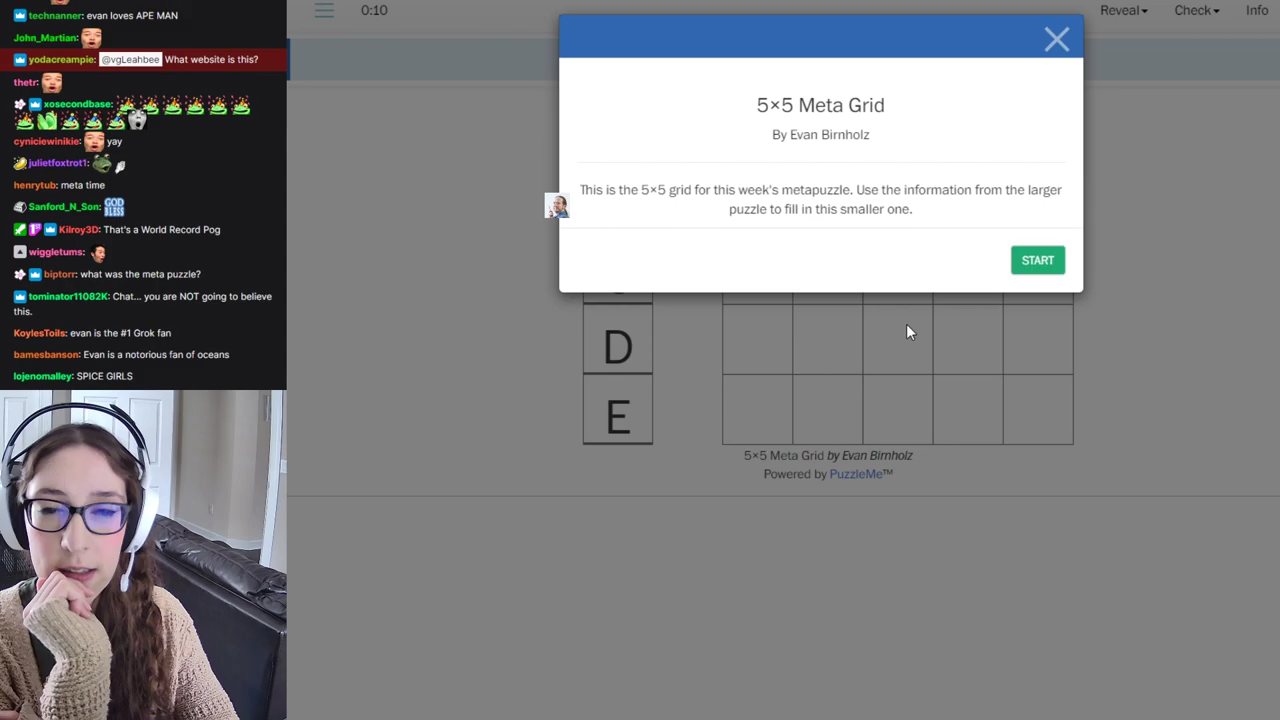 technanner: evan loves APE MAN
John_Martian:
yodacreampie: @vgLeahbee What website is this?
thetr:
xosecondbase:
cyniciewinikie: yay
julietfoxtrot1:
henrytub: meta time
Sanford_N_Son: GOD BLESS
Kilroy3D: That's a World Record Pog
wiggletums:
biptorr: what was the meta puzzle?
tominator11082K: Chat... you are NOT going to believe
this.
KoylesToils: evan is the #1 Grok fan
bamesbanson: Evan is a notorious fan of oceans
lojenomalley: SPICE GIRLS
0:10
Reveal
Check
Info
5×5 Meta Grid
By Evan Birnholz
This is the 5×5 grid for this week's metapuzzle. Use the information from the larger
puzzle to fill in this smaller one.
START
D
E
5×5 Meta Grid by Evan Birnholz
Powered by PuzzleMe™